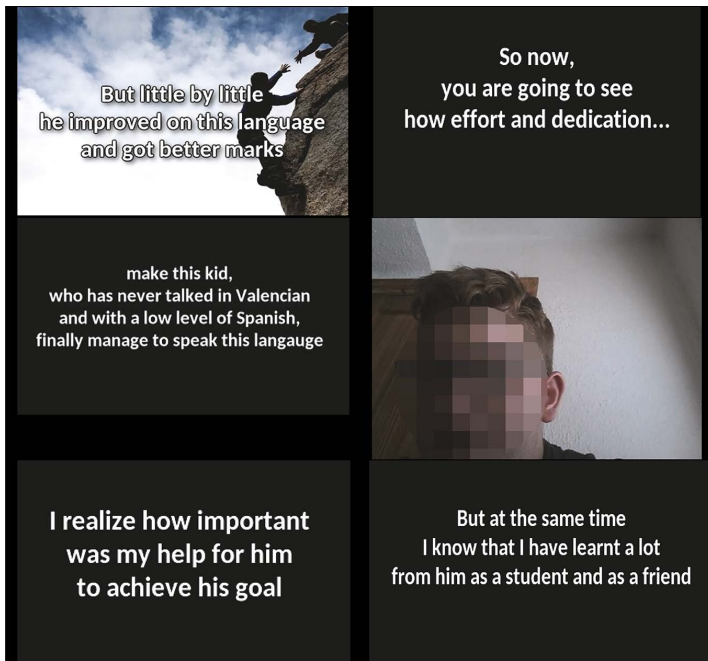 But little by little
he improved on this language
and got better marks
So now,
you are going to see
how effort and dedication...
make this kid,
who has never talked in Valencian
and with a low level of Spanish,
finally manage to speak this langauge
I realize how important
was my help for him
to achieve his goal
But at the same time
I know that I have learnt a lot
from him as a student and as a friend